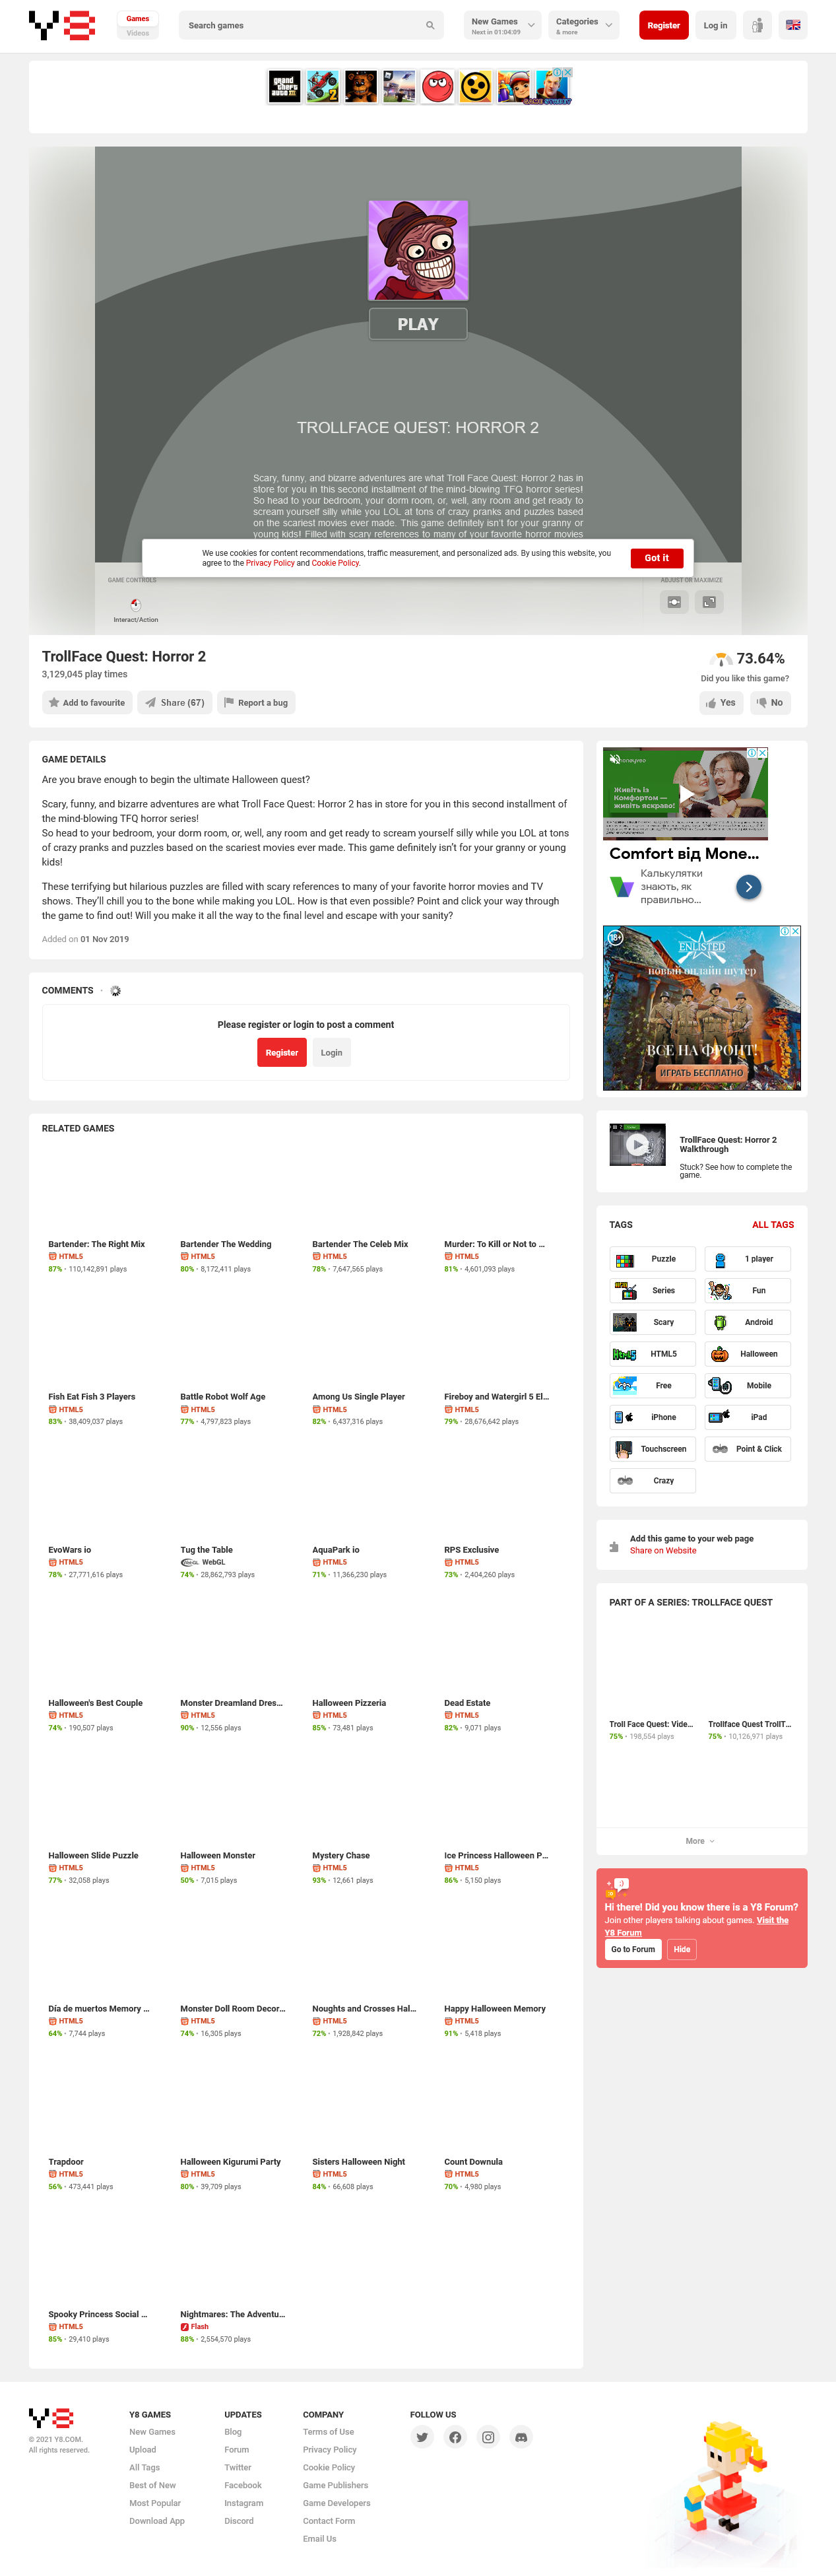 Y8
Games
Videos
Search games
New Games
Next in 01:04:09
Categories
& more
Register
Log in
PLAY
TROLLFACE QUEST: HORROR 2
Scary, funny, and bizarre adventures are what Troll Face Quest: Horror 2 has in
store for you in this second installment of the mind-blowing TFQ horror series!
So head to your bedroom, your dorm room, or, well, any room and get ready to
scream yourself silly while you LOL at tons of crazy pranks and puzzles based
on the scariest movies ever made. This game definitely isn't for your granny or
young kids! Filled with scary references to many of your favorite horror movies
We use cookies for content recommendations, traffic measurement, and personalized ads. By using this website, you
agree to the Privacy Policy and Cookie Policy.
Got it
GAME CONTROLS
Interact/Action
ADJUST OR MAXIMIZE
TrollFace Quest: Horror 2
3,129,045 play times
Add to favourite
Share (67)
Report a bug
73.64%
Did you like this game?
Yes
No
GAME DETAILS
Are you brave enough to begin the ultimate Halloween quest?
Scary, funny, and bizarre adventures are what Troll Face Quest: Horror 2 has in store for you in this second installment of
the mind-blowing TFQ horror series!
So head to your bedroom, your dorm room, or, well, any room and get ready to scream yourself silly while you LOL at tons
of crazy pranks and puzzles based on the scariest movies ever made. This game definitely isn't for your granny or young
kids!
These terrifying but hilarious puzzles are filled with scary references to many of your favorite horror movies and TV
shows. They'll chill you to the bone while making you LOL. How is that even possible? Point and click your way through
the game to find out! Will you make it all the way to the final level and escape with your sanity?
Added on 01 Nov 2019
COMMENTS
Please register or login to post a comment
Register
Login
RELATED GAMES
Bartender: The Right Mix
HTML5
87% • 110,142,891 plays
Bartender The Wedding
HTML5
80% • 8,172,411 plays
Bartender The Celeb Mix
HTML5
78% • 7,647,565 plays
Murder: To Kill or Not to ...
HTML5
81% • 4,601,093 plays
Fish Eat Fish 3 Players
HTML5
83% • 38,409,037 plays
Battle Robot Wolf Age
HTML5
77% • 4,797,823 plays
Among Us Single Player
HTML5
82% • 6,437,316 plays
Fireboy and Watergirl 5 El...
HTML5
79% • 28,676,642 plays
EvoWars io
HTML5
78% • 27,771,616 plays
Tug the Table
WebGL
74% • 28,862,793 plays
AquaPark io
HTML5
71% • 11,366,230 plays
RPS Exclusive
HTML5
73% • 2,404,260 plays
Halloween's Best Couple
HTML5
74% • 190,507 plays
Monster Dreamland Dres...
HTML5
90% • 12,556 plays
Halloween Pizzeria
HTML5
85% • 73,481 plays
Dead Estate
HTML5
82% • 9,071 plays
Halloween Slide Puzzle
HTML5
77% • 32,058 plays
Halloween Monster
HTML5
50% • 7,015 plays
Mystery Chase
HTML5
93% • 12,661 plays
Ice Princess Halloween P...
HTML5
86% • 5,150 plays
Día de muertos Memory ...
HTML5
64% • 7,744 plays
Monster Doll Room Decor...
HTML5
74% • 16,305 plays
Noughts and Crosses Hal...
HTML5
72% • 1,928,842 plays
Happy Halloween Memory
HTML5
91% • 5,418 plays
Trapdoor
HTML5
56% • 473,441 plays
Halloween Kigurumi Party
HTML5
80% • 39,709 plays
Sisters Halloween Night
HTML5
84% • 66,608 plays
Count Downula
HTML5
70% • 4,980 plays
Spooky Princess Social ...
HTML5
85% • 29,410 plays
Nightmares: The Adventu...
Flash
88% • 2,554,570 plays
moneyveo
Живіть із
Комфортом —
живіть яскраво!
Comfort від Mone...
Калькулятки
знають, як
правильно...
18+
ENLISTED
новый онлайн шутер
ВСЕ НА ФРОНТ!
ИГРАТЬ БЕСПЛАТНО
TrollFace Quest: Horror 2
Walkthrough
Stuck? See how to complete the
game.
TAGS
ALL TAGS
Puzzle
1 player
Series
Fun
Scary
Android
HTML5
Halloween
Free
Mobile
iPhone
iPad
Touchscreen
Point & Click
Crazy
Add this game to your web page
Share on Website
PART OF A SERIES: TROLLFACE QUEST
Troll Face Quest: Vide...
75% • 198,554 plays
Trollface Quest TrollT...
75% • 10,126,971 plays
More
Hi there! Did you know there is a Y8 Forum?
Join other players talking about games. Visit the
Y8 Forum
Go to Forum
Hide
Y8
© 2021 Y8.COM.
All rights reserved.
Y8 GAMES
New Games
Upload
All Tags
Best of New
Most Popular
Download App
UPDATES
Blog
Forum
Twitter
Facebook
Instagram
Discord
COMPANY
Terms of Use
Privacy Policy
Cookie Policy
Game Publishers
Game Developers
Contact Form
Email Us
FOLLOW US